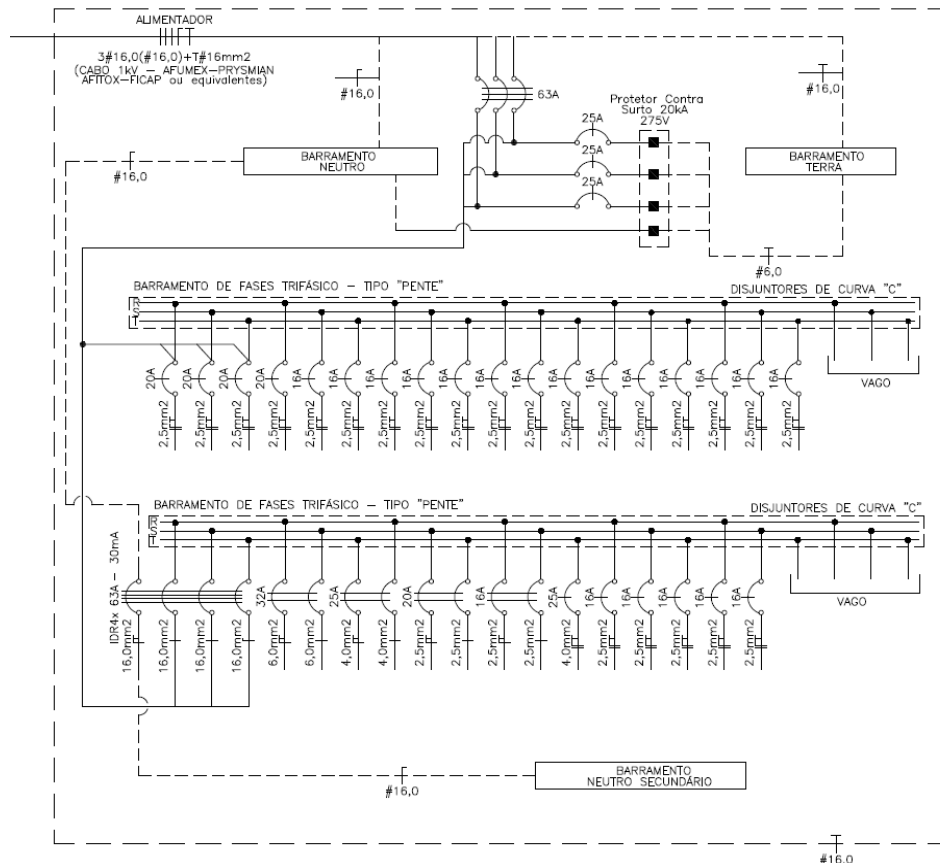 ALIMENTADOR
3#16,0(#16,0)+T#16mm2
(CABO 1kV – AFUMEX–PRYSMIAN
AFITOX–FICAP ou equivalentes)
#16,0
63A
#16,0
Protetor Contra
Surto 20kA
275V
25A
25A
25A
#16,0
BARRAMENTO
NEUTRO
BARRAMENTO
TERRA
#6,0
BARRAMENTO DE FASES TRIFÁSICO – TIPO "PENTE"
DISJUNTORES DE CURVA "C"
R
S
T
20A 20A 20A 20A 16A 16A 16A 16A 16A 16A 16A 16A 16A 16A 16A 16A 16A 16A
VAGO
2,5mm2 2,5mm2 2,5mm2 2,5mm2 2,5mm2 2,5mm2 2,5mm2 2,5mm2 2,5mm2 2,5mm2 2,5mm2 2,5mm2 2,5mm2 2,5mm2 2,5mm2 2,5mm2 2,5mm2 2,5mm2
BARRAMENTO DE FASES TRIFÁSICO – TIPO "PENTE"
DISJUNTORES DE CURVA "C"
R
S
T
IDR4x 63A – 30mA
32A 25A 20A 16A 25A 16A 16A 16A 16A 16A
VAGO
16,0mm2 16,0mm2 16,0mm2 16,0mm2 6,0mm2 6,0mm2 4,0mm2 4,0mm2 2,5mm2 2,5mm2 2,5mm2 2,5mm2 4,0mm2 2,5mm2 2,5mm2 2,5mm2 2,5mm2 2,5mm2
#16,0
BARRAMENTO
NEUTRO SECUNDÁRIO
#16,0